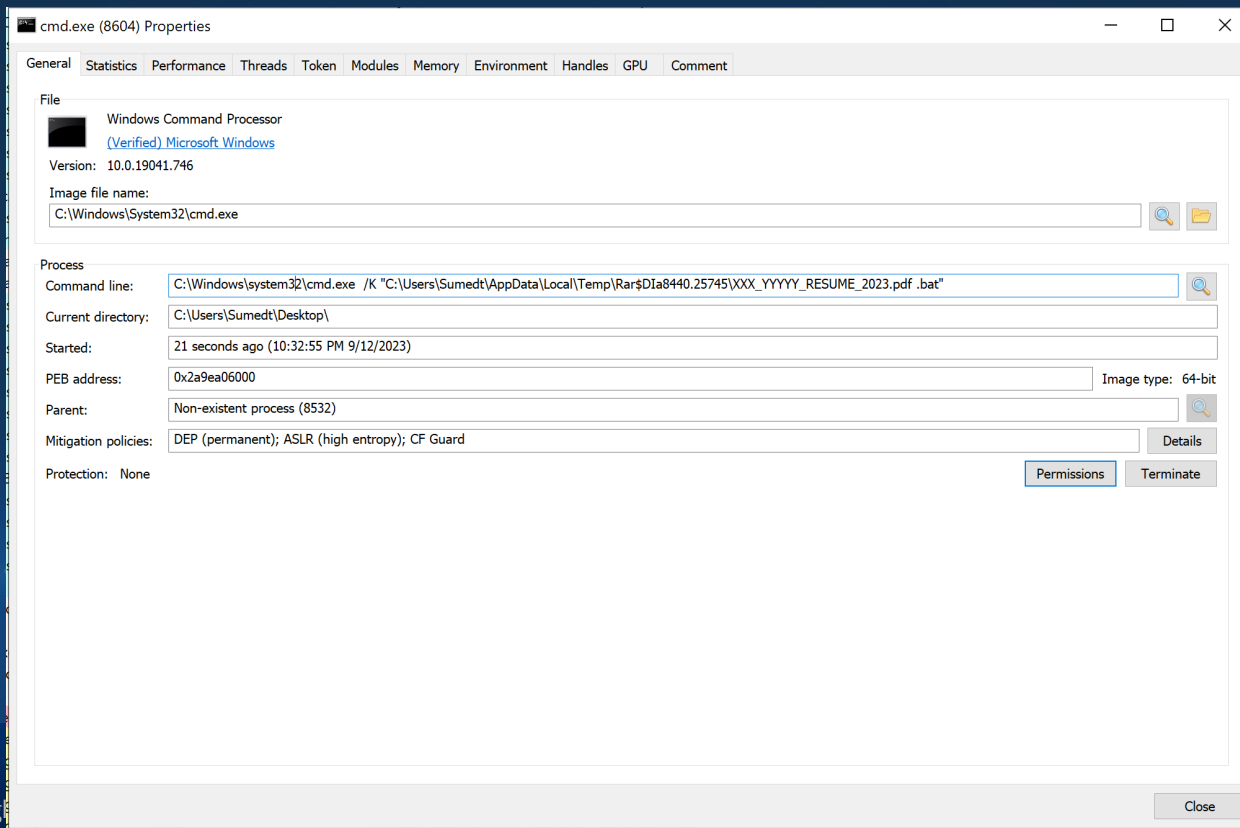 cmd.exe (8604) Properties
General Statistics Performance Threads Token Modules Memory Environment Handles GPU Comment
File
Windows Command Processor
(Verified) Microsoft Windows
Version: 10.0.19041.746
Image file name:
C:\Windows\System32\cmd.exe
Process
Command line: C:\Windows\system32\cmd.exe  /K "C:\Users\Sumedt\AppData\Local\Temp\Rar$DIa8440.25745\XXX_YYYYY_RESUME_2023.pdf .bat"
Current directory: C:\Users\Sumedt\Desktop\
Started: 21 seconds ago (10:32:55 PM 9/12/2023)
PEB address: 0x2a9ea06000 Image type: 64-bit
Parent: Non-existent process (8532)
Mitigation policies: DEP (permanent); ASLR (high entropy); CF Guard Details
Protection: None Permissions Terminate
Close